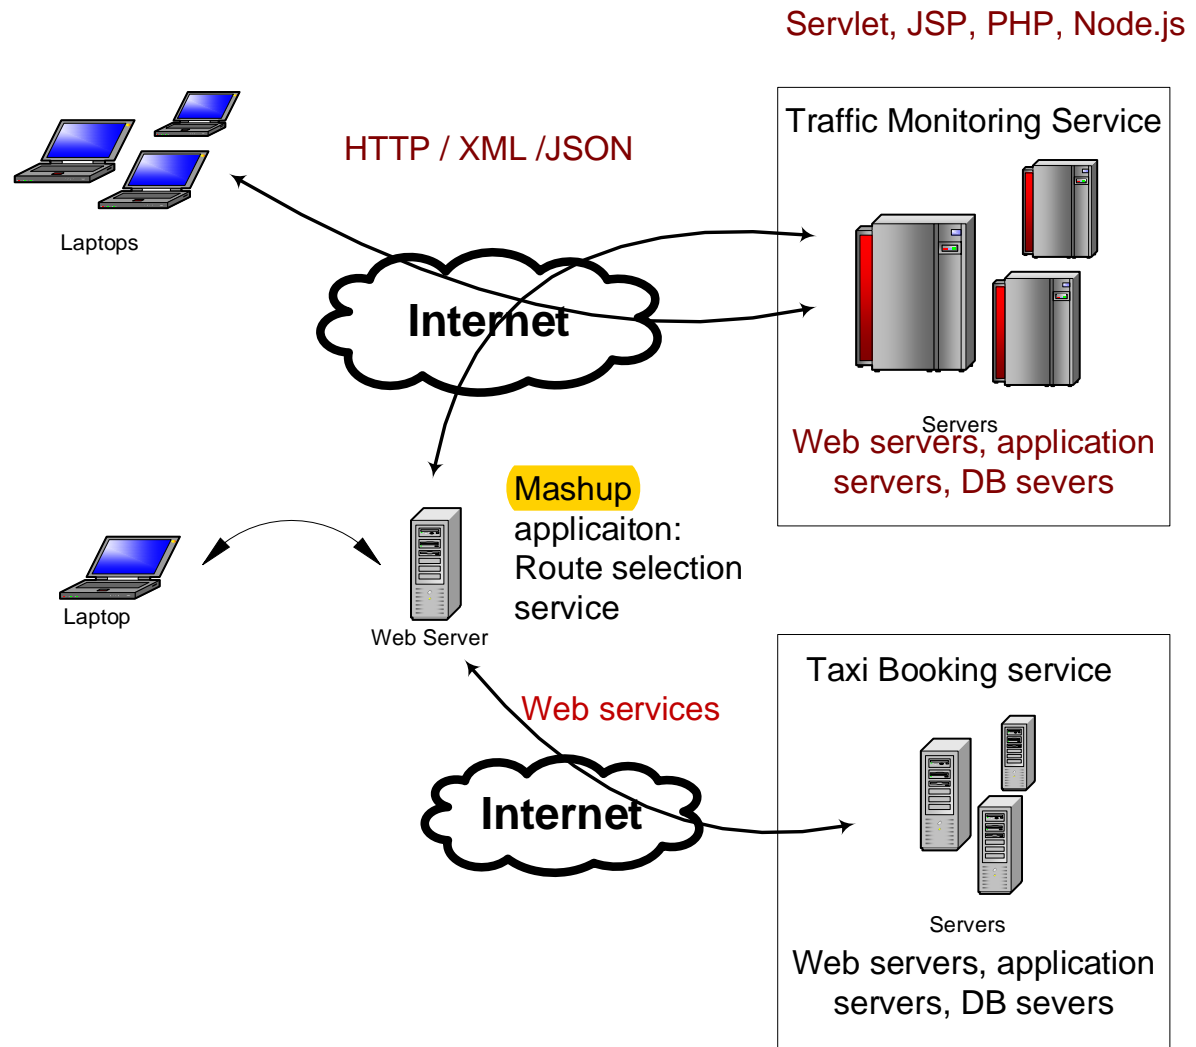 Servlet, JSP, PHP, Node.js
Traffic Monitoring Service
HTTP / XML /JSON
Laptops
Internet
Servers
Web servers, application
servers, DB severs
Mashup
applicaiton:
Route selection
service
Laptop
Web Server
Taxi Booking service
Web services
Internet
Servers
Web servers, application
servers, DB severs